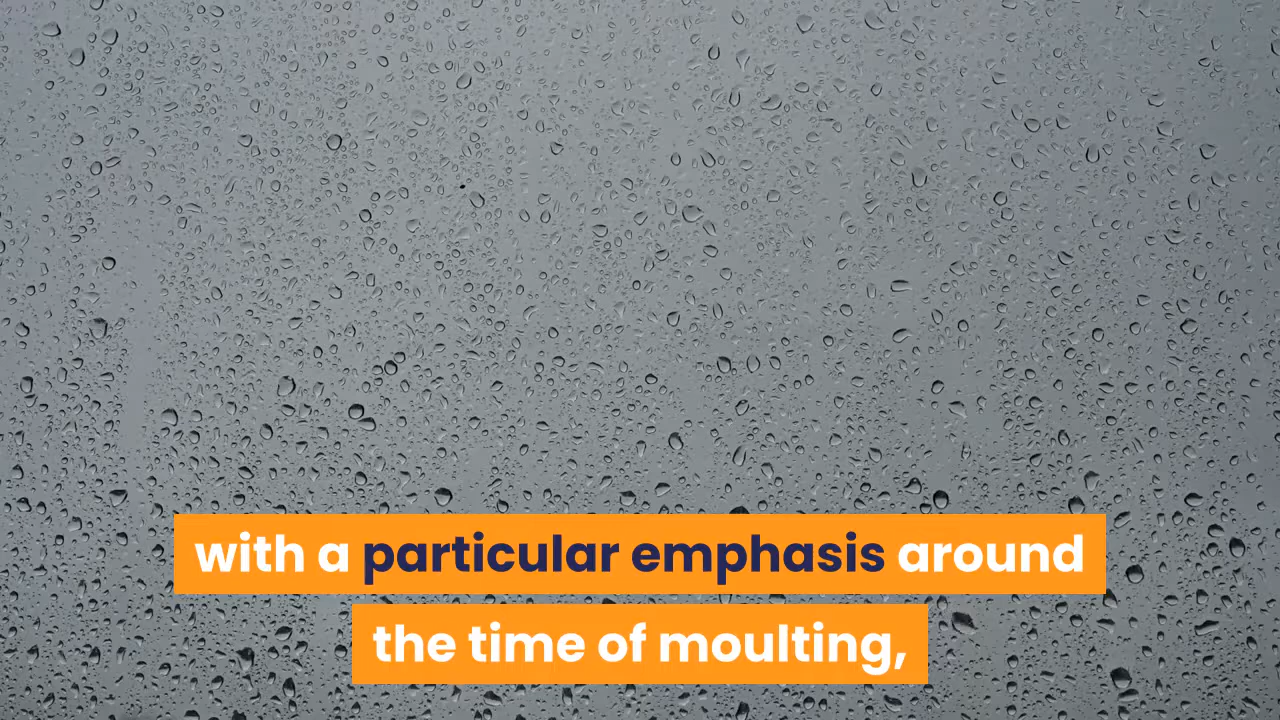 with a particular emphasis around
the time of moulting,